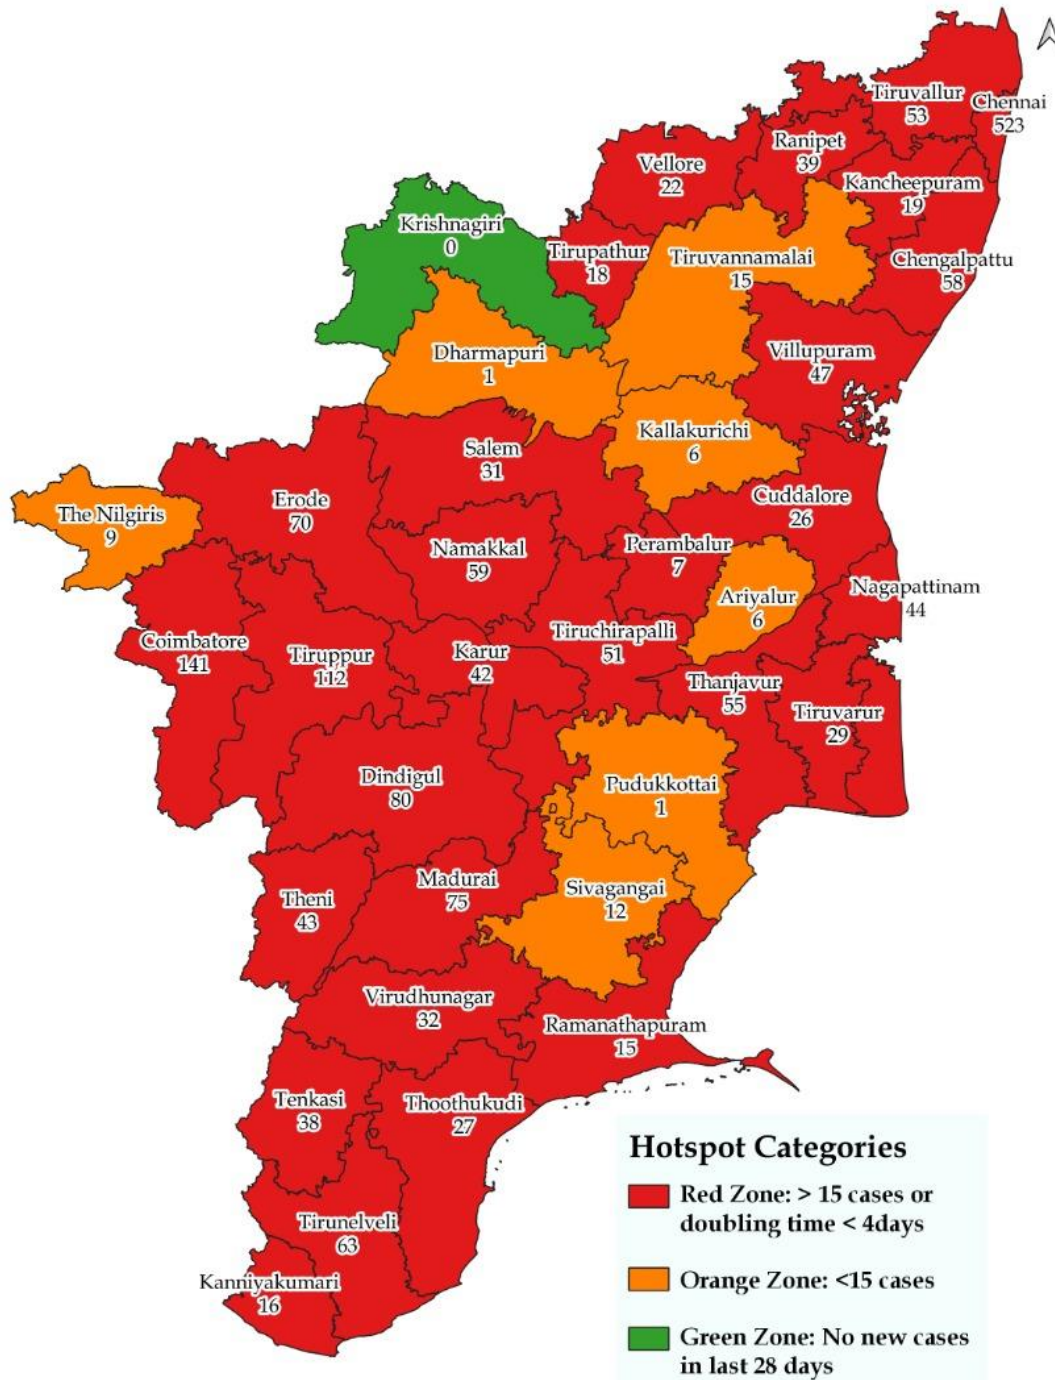 Tiruvallur
53
Chennai
523
Ranipet
39
Vellore
22
Kancheepuram
19
Krishnagiri
0
Tirupathur
18
Tiruvannamalai
15
Chengalpattu
58
Dharmapuri
1
Villupuram
47
Kallakurichi
6
Salem
31
The Nilgiris
9
Erode
70
Cuddalore
26
Namakkal
59
Perambalur
7
Ariyalur
6
Nagapattinam
44
Coimbatore
141
Tiruppur
112
Karur
42
Tiruchirapalli
51
Thanjavur
55
Tiruvarur
29
Dindigul
80
Pudukkottai
1
Theni
43
Madurai
75
Sivagangai
12
Virudhunagar
32
Ramanathapuram
15
Tenkasi
38
Thoothukudi
27
Tirunelveli
63
Kanniyakumari
16
Hotspot Categories
Red Zone: > 15 cases or
doubling time < 4days
Orange Zone: <15 cases
Green Zone: No new cases
in last 28 days